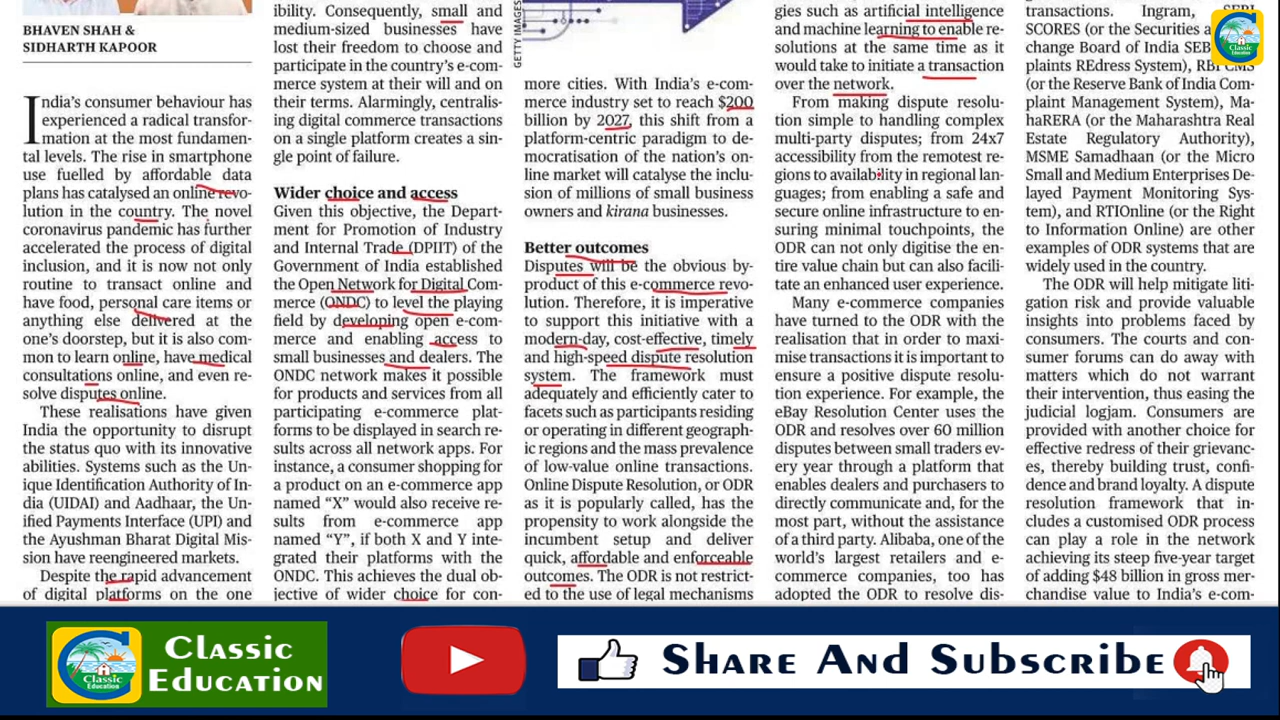 BHAVEN SHAH &
SIDHARTH KAPOOR
India's consumer behaviour has
experienced a radical transfor-
mation at the most fundamen-
tal levels. The rise in smartphone
use fuelled by affordable data
plans has catalysed an online revo-
lution in the country. The novel
coronavirus pandemic has further
accelerated the process of digital
inclusion, and it is now not only
routine to transact online and
have food, personal care items or
anything else delivered at the
one's doorstep, but it is also com-
mon to learn online, have medical
consultations online, and even re-
solve disputes online.
These realisations have given
India the opportunity to disrupt
the status quo with its innovative
abilities. Systems such as the Un-
ique Identification Authority of In-
dia (UIDAI) and Aadhaar, the Un-
ified Payments Interface (UPI) and
the Ayushman Bharat Digital Mis-
sion have reengineered markets.
Despite the rapid advancement
of digital platforms on the one
ibility. Consequently, small and
medium-sized businesses have
lost their freedom to choose and
participate in the country's e-com-
merce system at their will and on
their terms. Alarmingly, centralis-
ing digital commerce transactions
on a single platform creates a sin-
gle point of failure.
Wider choice and access
Given this objective, the Depart-
ment for Promotion of Industry
and Internal Trade (DPIIT) of the
Government of India established
the Open Network for Digital Com-
merce (ONDC) to level the playing
field by developing open e-com-
merce and enabling access to
small businesses and dealers. The
ONDC network makes it possible
for products and services from all
participating e-commerce plat-
forms to be displayed in search re-
sults across all network apps. For
instance, a consumer shopping for
a product on an e-commerce app
named “X” would also receive re-
sults from e-commerce app
named “Y”, if both X and Y inte-
grated their platforms with the
ONDC. This achieves the dual ob-
jective of wider choice for con-
GETTY IMAGES
more cities. With India's e-com-
merce industry set to reach $200
billion by 2027, this shift from a
platform-centric paradigm to de-
mocratisation of the nation's on-
line market will catalyse the inclu-
sion of millions of small business
owners and kirana businesses.
Better outcomes
Disputes will be the obvious by-
product of this e-commerce revo-
lution. Therefore, it is imperative
to support this initiative with a
modern-day, cost-effective, timely
and high-speed dispute resolution
system. The framework must
adequately and efficiently cater to
facets such as participants residing
or operating in different geograph-
ic regions and the mass prevalence
of low-value online transactions.
Online Dispute Resolution, or ODR
as it is popularly called, has the
propensity to work alongside the
incumbent setup and deliver
quick, affordable and enforceable
outcomes. The ODR is not restrict-
ed to the use of legal mechanisms
gies such as artificial intelligence
and machine learning to enable re-
solutions at the same time as it
would take to initiate a transaction
over the network.
From making dispute resolu-
tion simple to handling complex
multi-party disputes; from 24x7
accessibility from the remotest re-
gions to availability in regional lan-
guages; from enabling a safe and
secure online infrastructure to en-
suring minimal touchpoints, the
ODR can not only digitise the en-
tire value chain but can also facili-
tate an enhanced user experience.
Many e-commerce companies
have turned to the ODR with the
realisation that in order to maxi-
mise transactions it is important to
ensure a positive dispute resolu-
tion experience. For example, the
eBay Resolution Center uses the
ODR and resolves over 60 million
disputes between small traders ev-
ery year through a platform that
enables dealers and purchasers to
directly communicate and, for the
most part, without the assistance
of a third party. Alibaba, one of the
world's largest retailers and e-
commerce companies, too has
adopted the ODR to resolve dis-
transactions. Ingram, SEBI
SCORES (or the Securities a
change Board of India SEB
plaints REdress System), RBI CMS
(or the Reserve Bank of India Com-
plaint Management System), Ma-
haRERA (or the Maharashtra Real
Estate Regulatory Authority),
MSME Samadhaan (or the Micro
Small and Medium Enterprises De-
layed Payment Monitoring Sys-
tem), and RTIOnline (or the Right
to Information Online) are other
examples of ODR systems that are
widely used in the country.
The ODR will help mitigate liti-
gation risk and provide valuable
insights into problems faced by
consumers. The courts and con-
sumer forums can do away with
matters which do not warrant
their intervention, thus easing the
judicial logjam. Consumers are
provided with another choice for
effective redress of their grievanc-
es, thereby building trust, confi-
dence and brand loyalty. A dispute
resolution framework that in-
cludes a customised ODR process
can play a role in the network
achieving its steep five-year target
of adding $48 billion in gross mer-
chandise value to India's e-com-
Classic
Education
Classic
Education
Classic
Education
Share And Subscribe